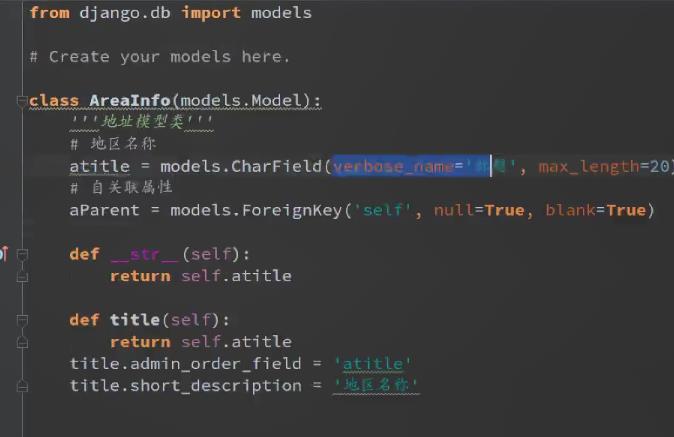 from django.db import models
# Create your models here.
class AreaInfo(models.Model):
'''地址模型类'''
# 地区名称
atitle = models.CharField(verbose_name='标题', max_length=20)
# 自关联属性
aParent = models.ForeignKey('self', null=True, blank=True)
def __str__(self):
return self.atitle
def title(self):
return self.atitle
title.admin_order_field = 'atitle'
title.short_description = '地区名称'